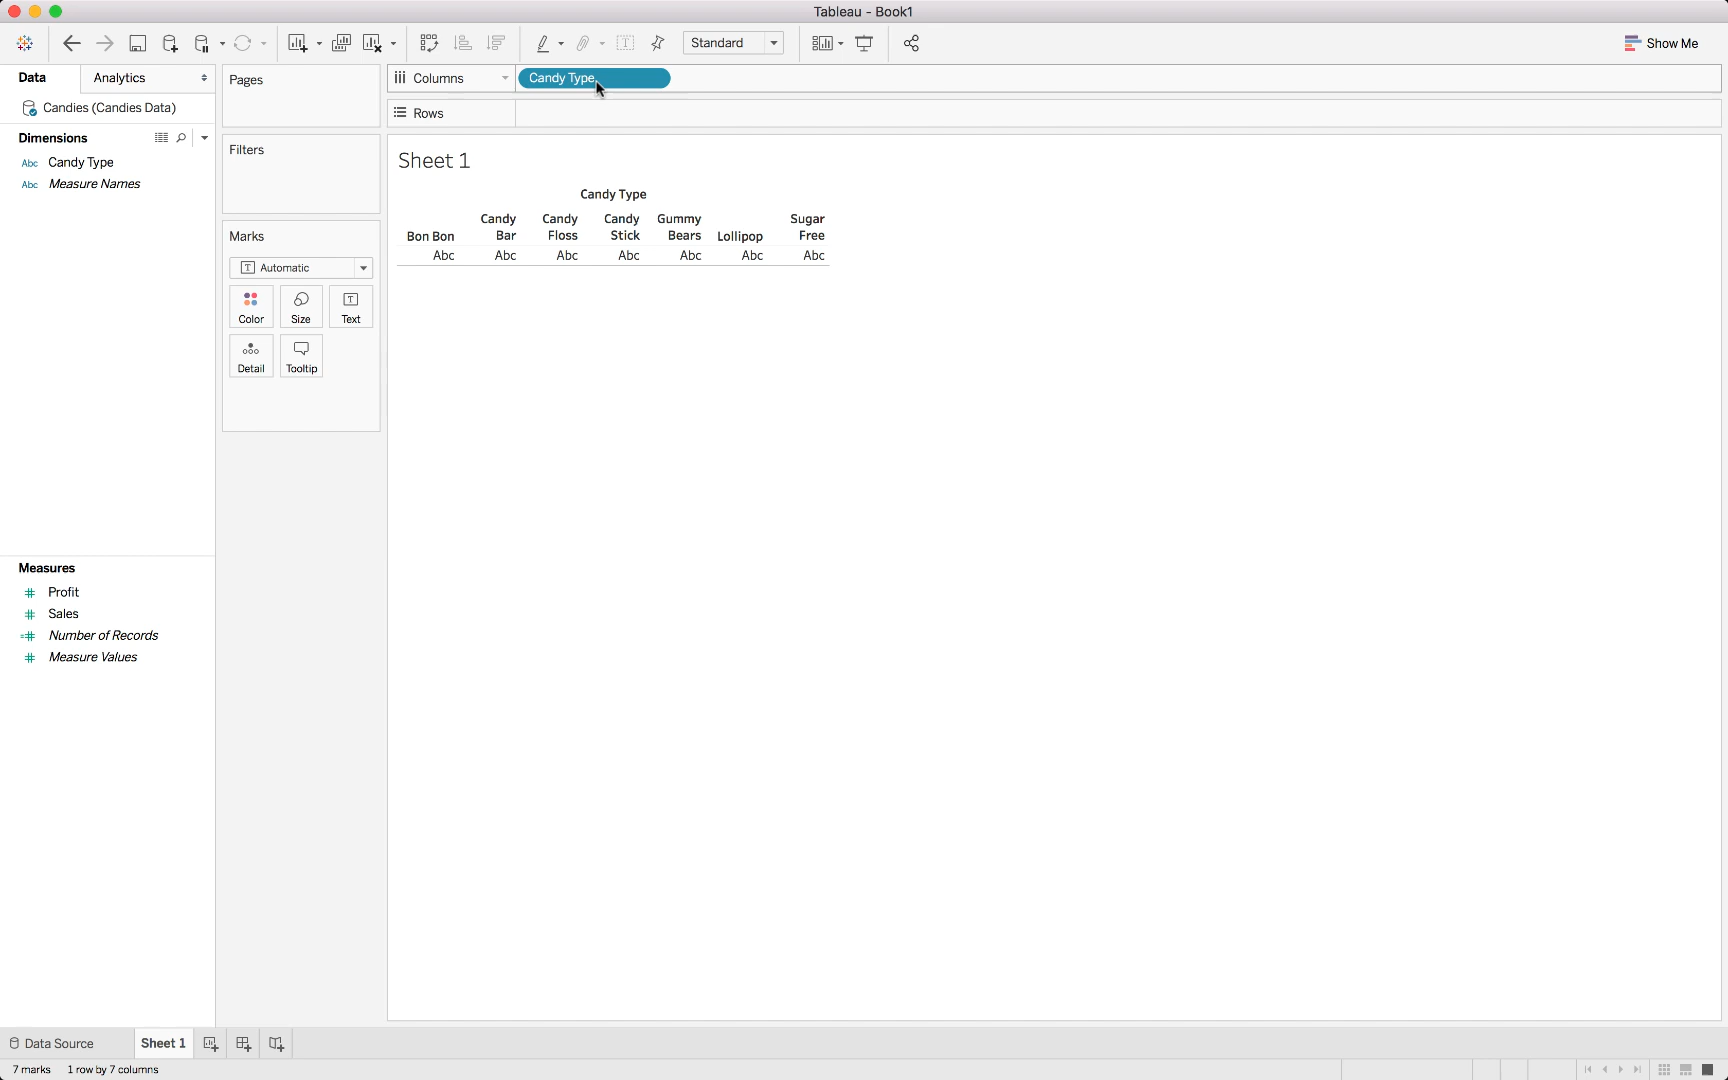 Tableau - Book1
Standard
Show Me
Data
Analytics
Pages
Columns
Candy Type
Candies (Candies Data)
Rows
Dimensions
Filters
Abc Candy Type
Abc Measure Names
Sheet 1
Candy Type
Bon Bon Candy Bar Candy Floss Candy Stick Gummy Bears Lollipop Sugar Free
Abc Abc Abc Abc Abc Abc Abc
Marks
Automatic
Color Size Text
Detail Tooltip
Measures
# Profit
# Sales
=# Number of Records
# Measure Values
Data Source
Sheet 1
7 marks 1 row by 7 columns